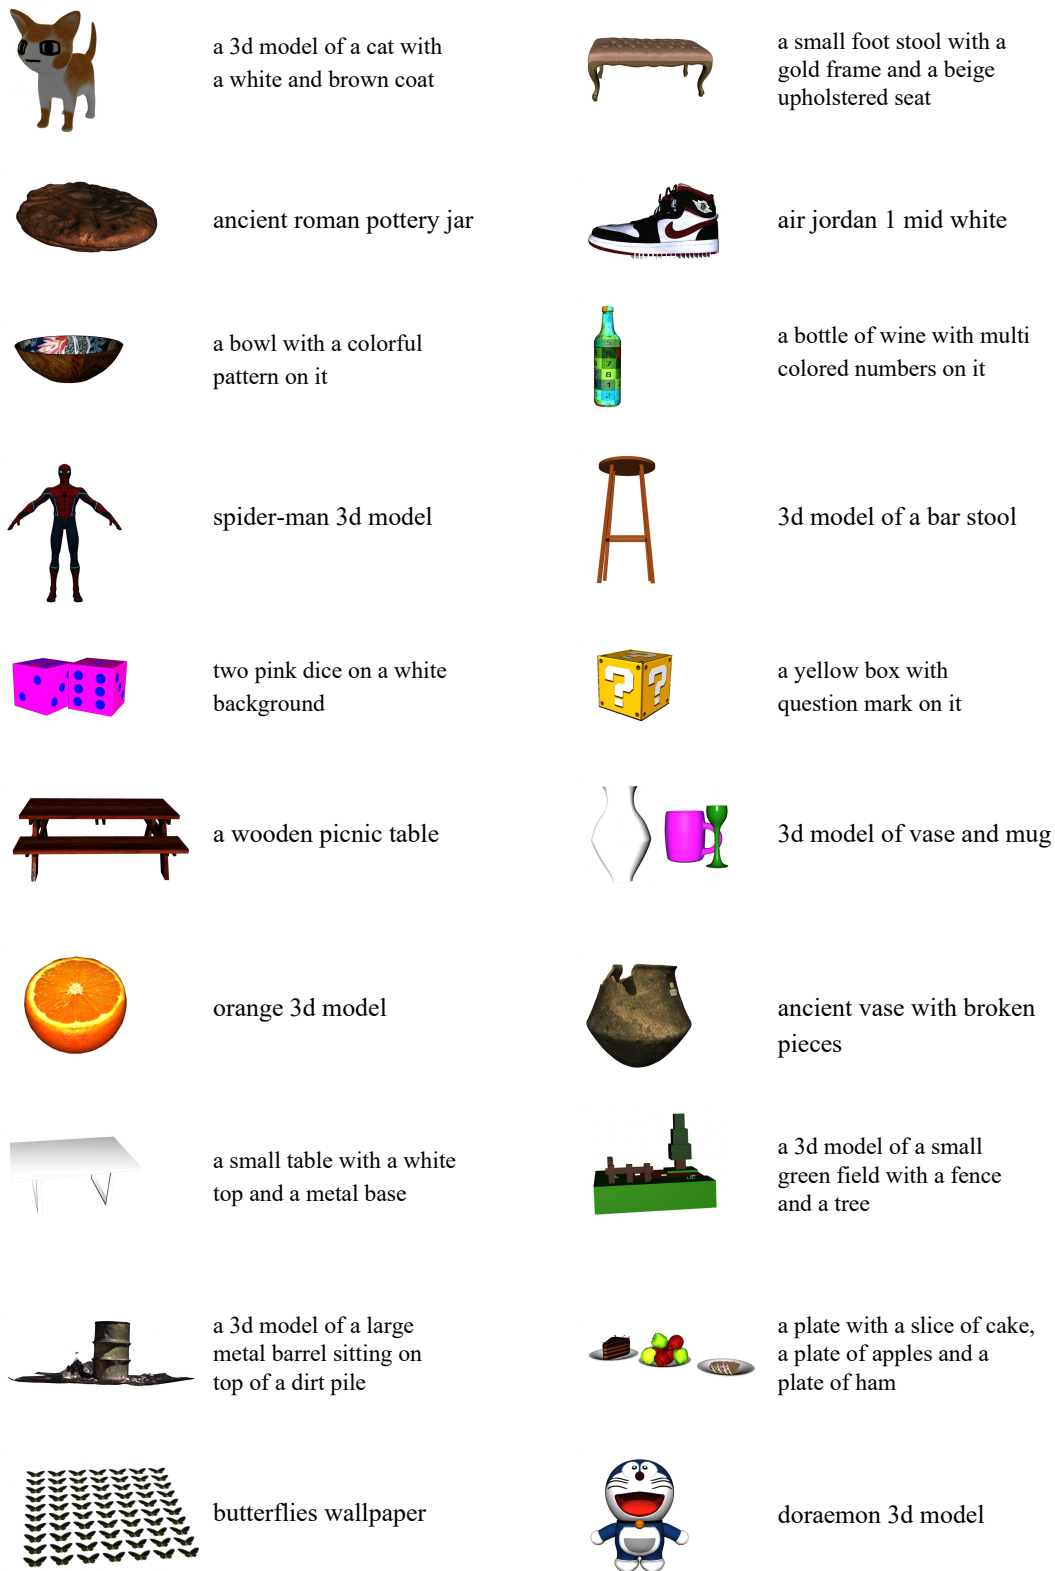 a 3d model of a cat with
a white and brown coat
a small foot stool with a
gold frame and a beige
upholstered seat
ancient roman pottery jar
air jordan 1 mid white
a bowl with a colorful
pattern on it
a bottle of wine with multi
colored numbers on it
5
7
8
1
2
spider-man 3d model
3d model of a bar stool
two pink dice on a white
background
a yellow box with
question mark on it
? ?
a wooden picnic table
3d model of vase and mug
orange 3d model
ancient vase with broken
pieces
a small table with a white
top and a metal base
a 3d model of a small
green field with a fence
and a tree
a 3d model of a large
metal barrel sitting on
top of a dirt pile
a plate with a slice of cake,
a plate of apples and a
plate of ham
butterflies wallpaper
doraemon 3d model